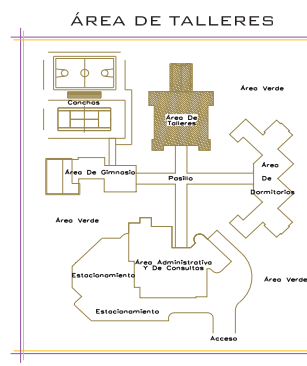 ÁREA DE TALLERES
Área Verde
Canchas
Área De
Talleres
Área De Gimnasio
Pasillo
Área
De
Dormitorios
Área Verde
Área Administrativa
Y De Consultas
Estacionamiento
Área Verde
Estacionamiento
Acceso